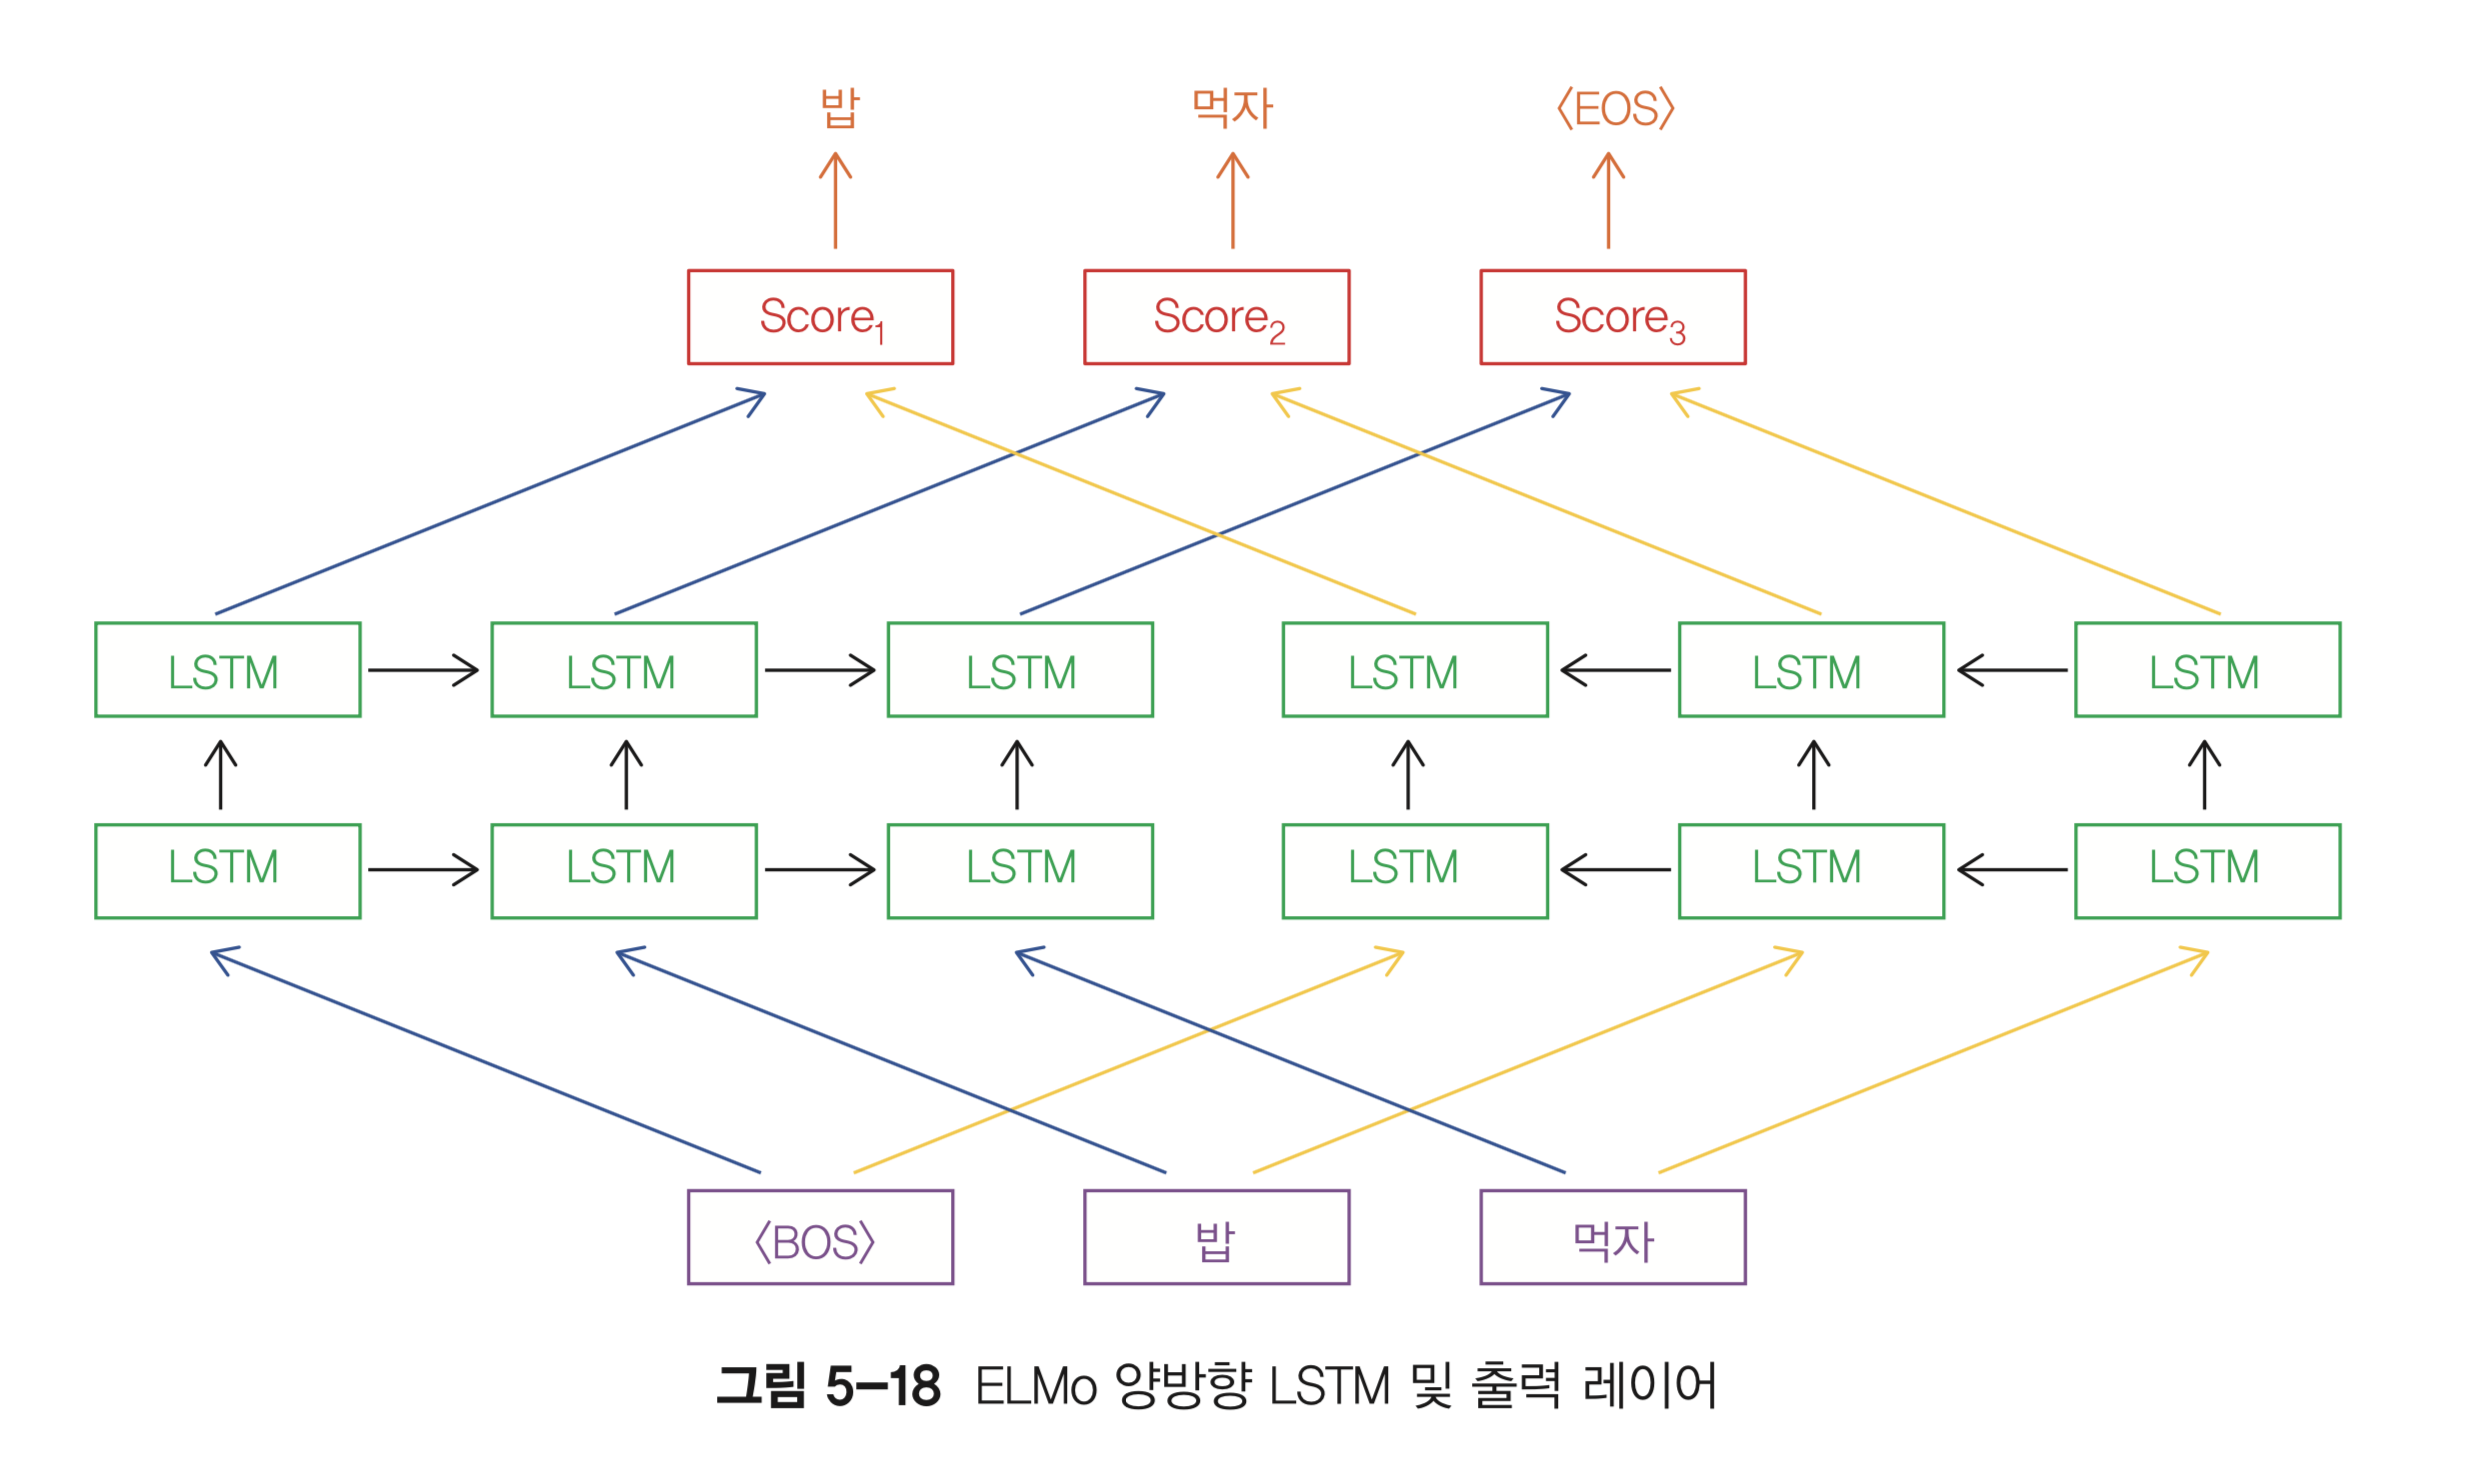 밥 먹자 〈EOS〉
Score1 Score2 Score3
LSTM LSTM LSTM LSTM LSTM LSTM
LSTM LSTM LSTM LSTM LSTM LSTM
〈BOS〉 밥 먹자
그림 5-18 ELMo 양방향 LSTM 및 출력 레이어